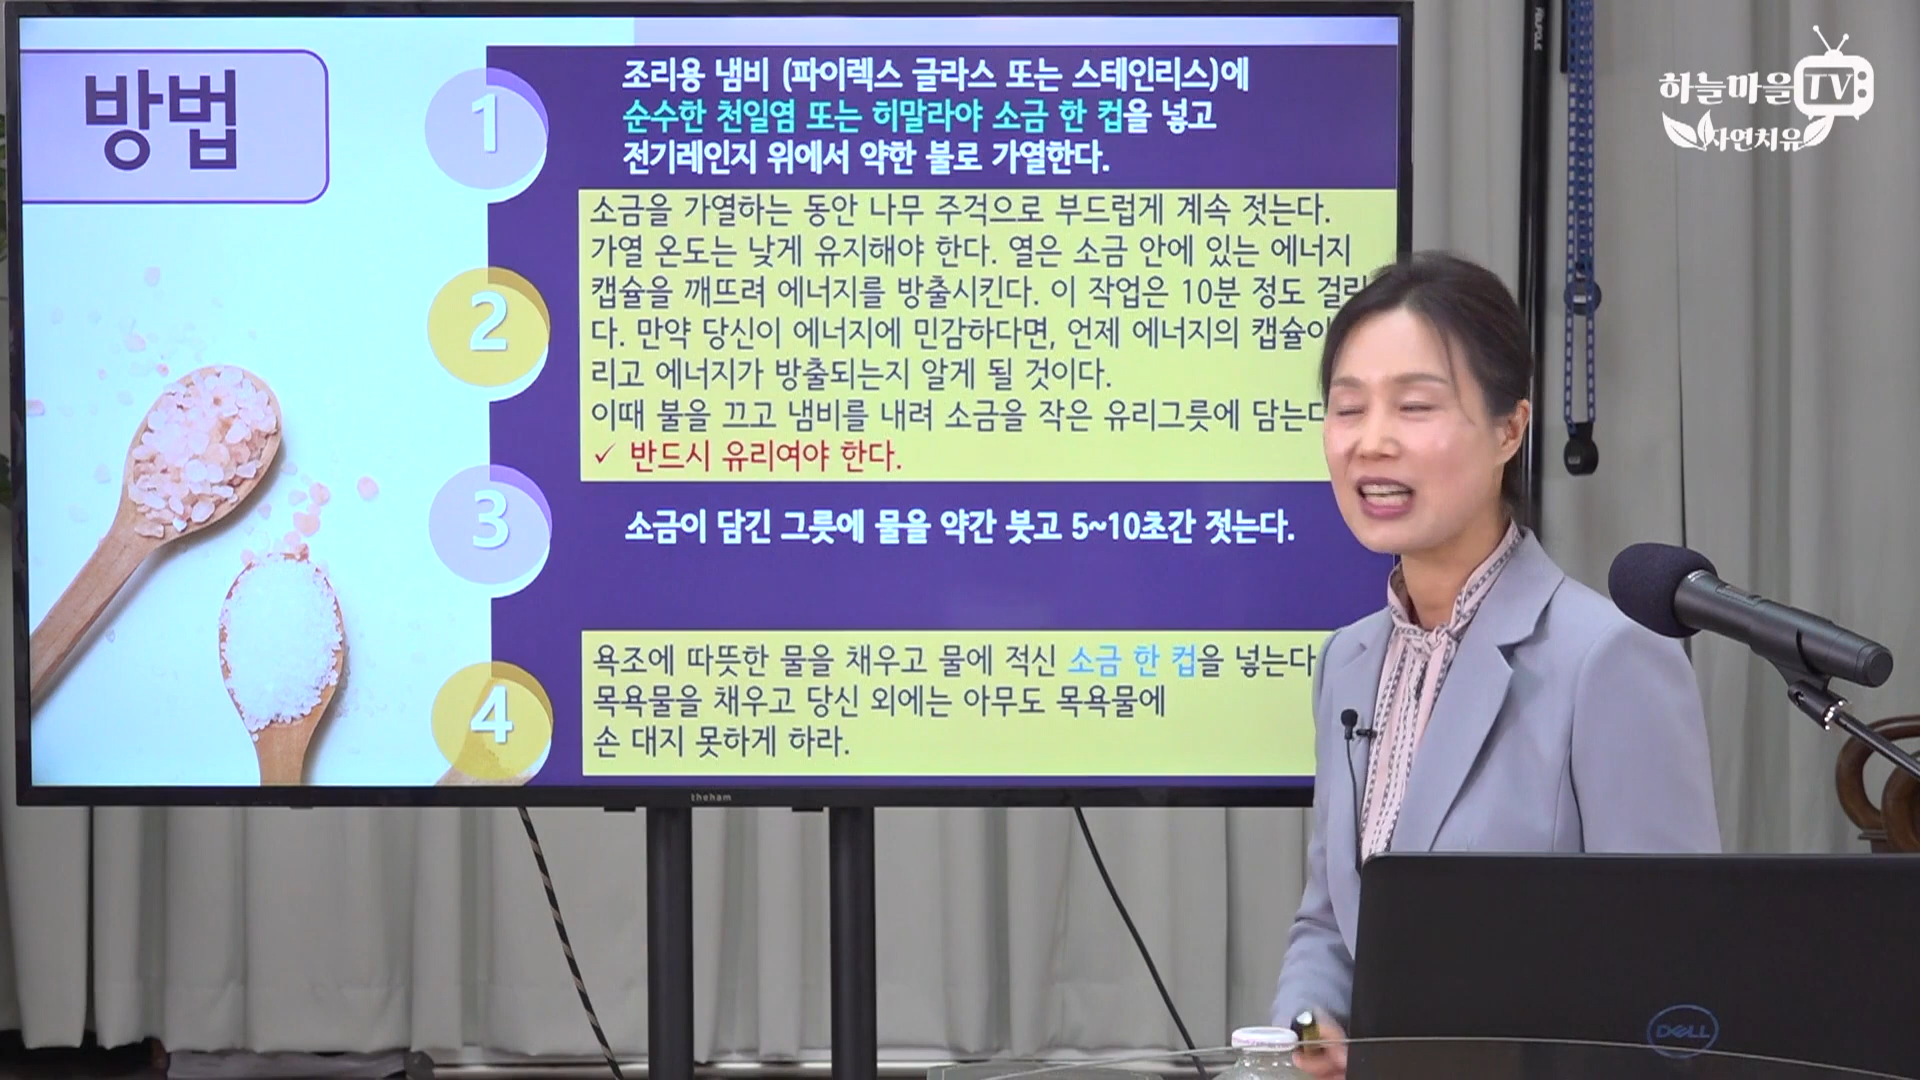 방법
1
조리용 냄비 (파이렉스 글라스 또는 스테인리스)에
순수한 천일염 또는 히말라야 소금 한 컵을 넣고
전기레인지 위에서 약한 불로 가열한다.
2
소금을 가열하는 동안 나무 주걱으로 부드럽게 계속 젓는다.
가열 온도는 낮게 유지해야 한다. 열은 소금 안에 있는 에너지
캡슐을 깨뜨려 에너지를 방출시킨다. 이 작업은 10분 정도 걸린
다. 만약 당신이 에너지에 민감하다면, 언제 에너지의 캡슐이
리고 에너지가 방출되는지 알게 될 것이다.
이때 불을 끄고 냄비를 내려 소금을 작은 유리그릇에 담는다
✓ 반드시 유리여야 한다.
3
소금이 담긴 그릇에 물을 약간 붓고 5~10초간 젓는다.
4
욕조에 따뜻한 물을 채우고 물에 적신 소금 한 컵을 넣는다
목욕물을 채우고 당신 외에는 아무도 목욕물에
손 대지 못하게 하라.
theham
하늘마을TV
자연치유
DELL